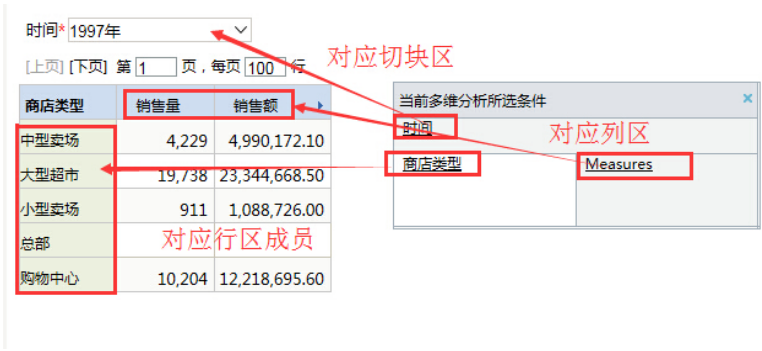 时间* 1997年
对应切块区
[上页] [下页] 第 1 页，每页 100 行
商店类型 销售量 销售额
中型卖场 4,229 4,990,172.10
大型超市 19,738 23,344,668.50
小型卖场 911 1,088,726.00
总部
对应行区成员
购物中心 10,204 12,218,695.60
当前多维分析所选条件
时间
对应列区
商店类型 Measures